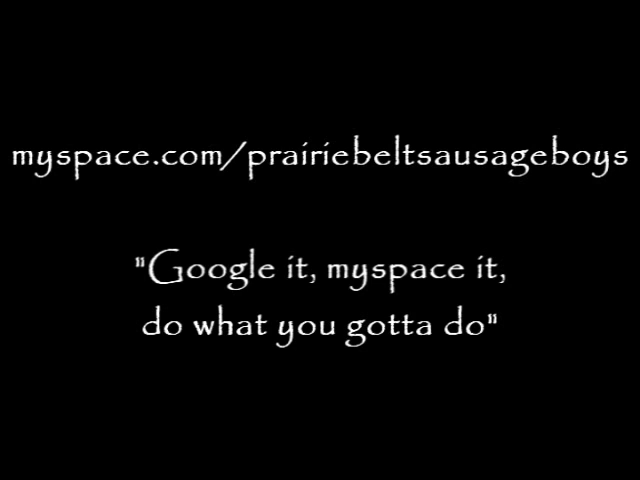 myspace.com/prairiebeltsausageboys
"Google it, myspace it,
do what you gotta do"